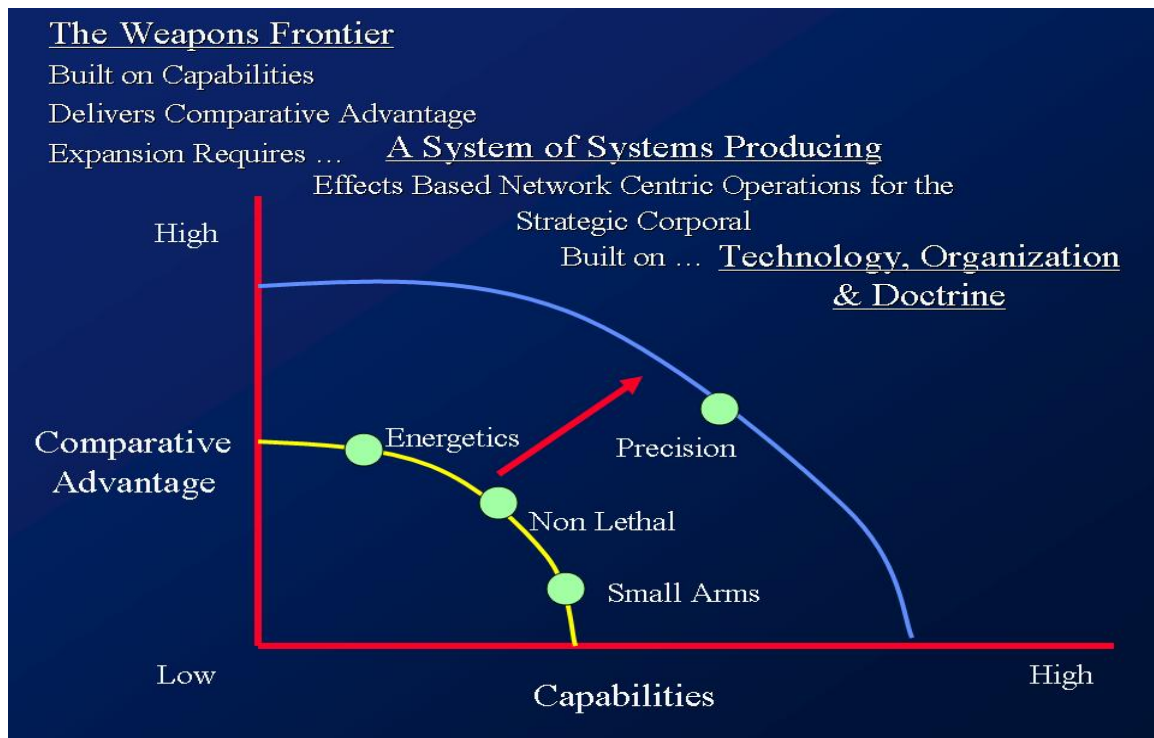 The Weapons Frontier
Built on Capabilities
Delivers Comparative Advantage
Expansion Requires …
A System of Systems Producing
Effects Based Network Centric Operations for the
Strategic Corporal
Built on …
Technology, Organization
& Doctrine
High
Comparative
Advantage
Energetics
Precision
Non Lethal
Small Arms
Low
High
Capabilities